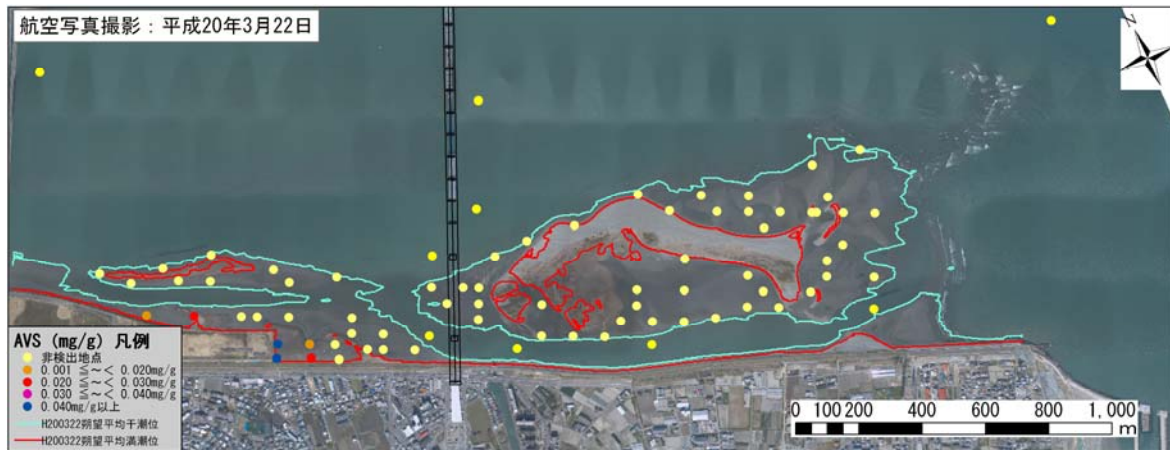 航空写真撮影：平成20年3月22日
N
AVS (mg/g) 凡例
非検出地点
0.001 ≦～< 0.020mg/g
0.020 ≦～< 0.030mg/g
0.030 ≦～< 0.040mg/g
0.040mg/g以上
H200322朔望平均干潮位
H200322朔望平均満潮位
0 100 200 400 600 800 1,000
m